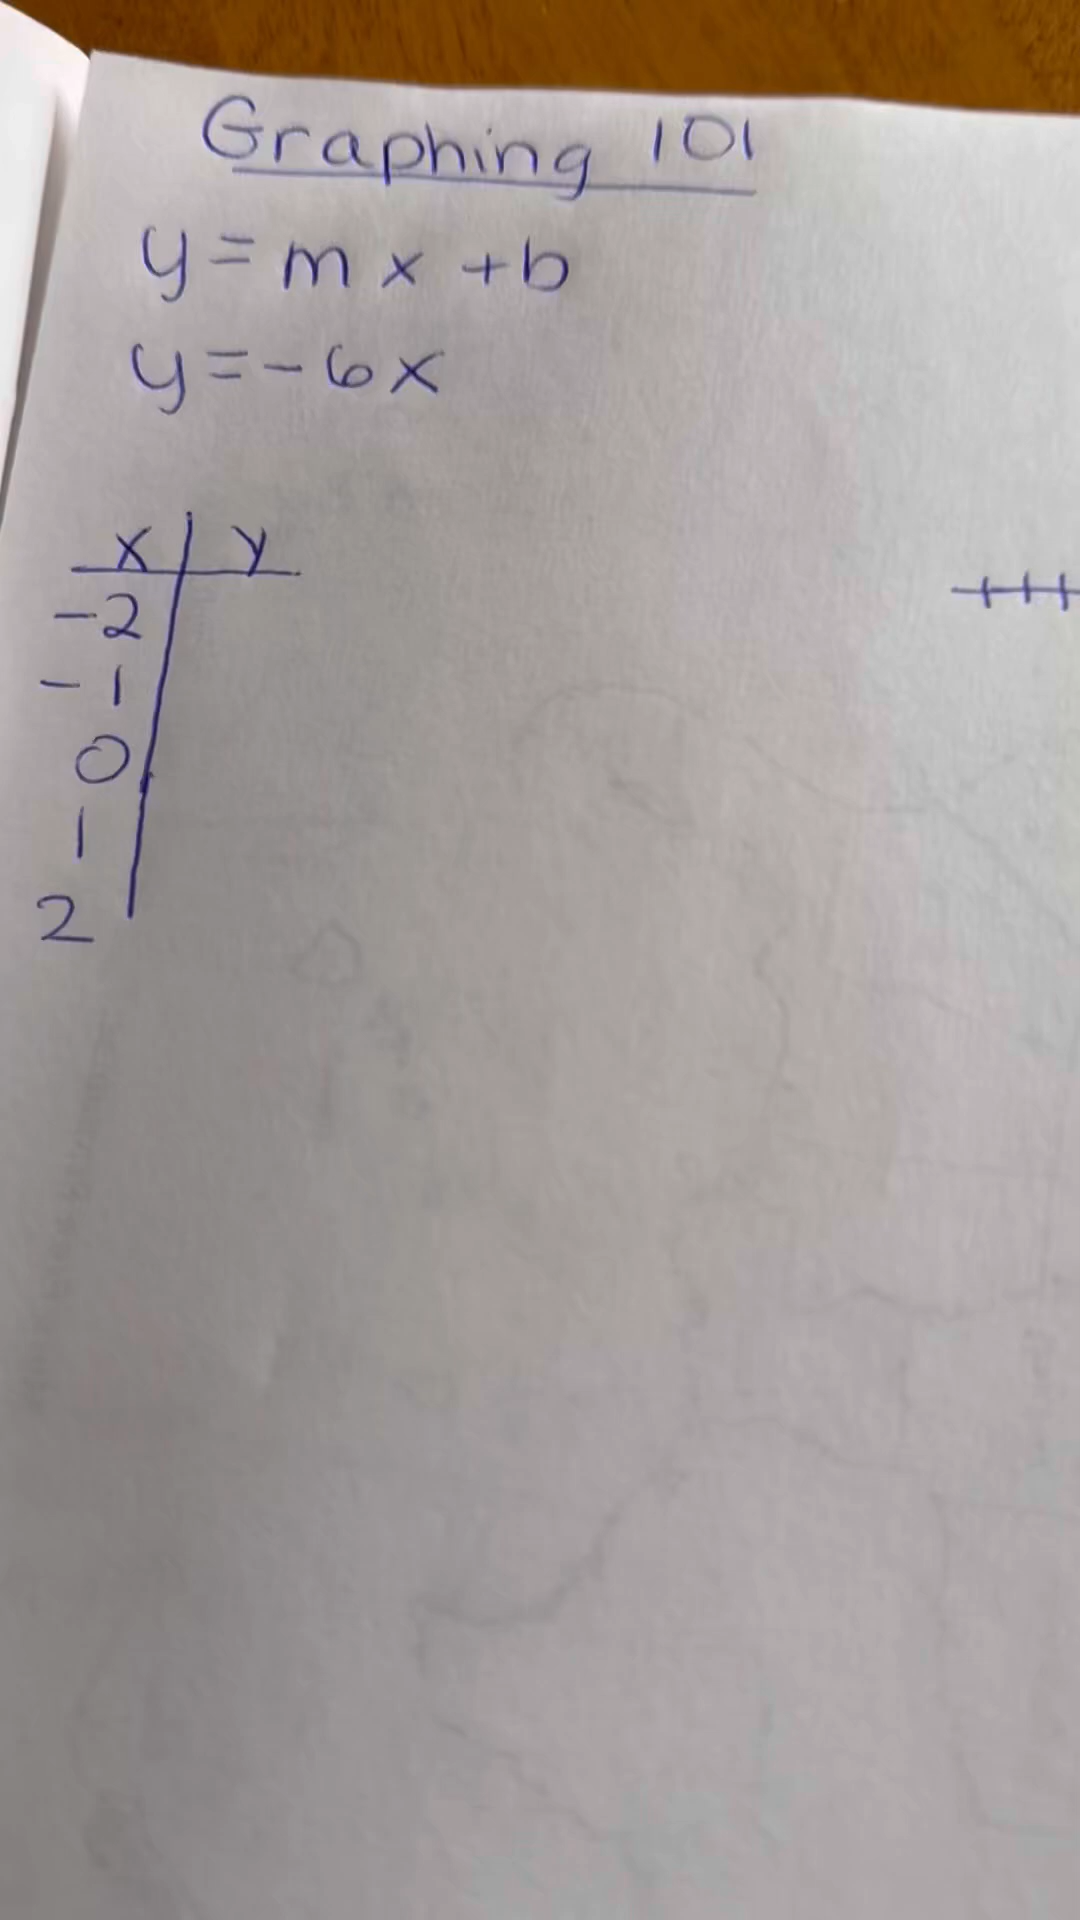 Graphing 101
y = mx + b
y = -6x
x | y
-2
-1
0
1
2